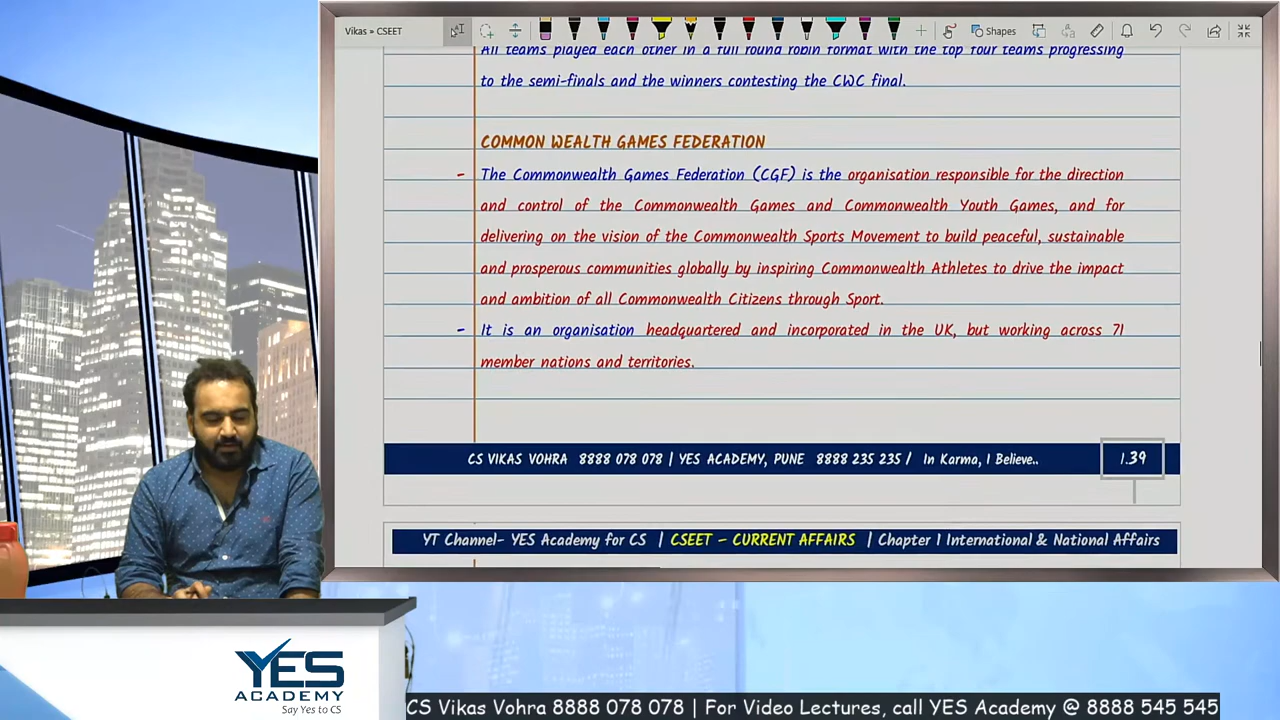 Vikas » CSEET
Shapes
All teams played each other in a full round robin format with the top four teams progressing
to the semi-finals and the winners contesting the CWC final.
COMMON WEALTH GAMES FEDERATION
- The Commonwealth Games Federation (CGF) is the organisation responsible for the direction
and control of the Commonwealth Games and Commonwealth Youth Games, and for
delivering on the vision of the Commonwealth Sports Movement to build peaceful, sustainable
and prosperous communities globally by inspiring Commonwealth Athletes to drive the impact
and ambition of all Commonwealth Citizens through Sport.
- It is an organisation headquartered and incorporated in the UK, but working across 71
member nations and territories.
CS VIKAS VOHRA 8888 078 078 | YES ACADEMY, PUNE 8888 235 235 / In Karma, I Believe..
1.39
YT Channel- YES Academy for CS | CSEET – CURRENT AFFAIRS | Chapter 1 International & National Affairs
YES
ACADEMY
Say Yes to CS
CS Vikas Vohra 8888 078 078 | For Video Lectures, call YES Academy @ 8888 545 545